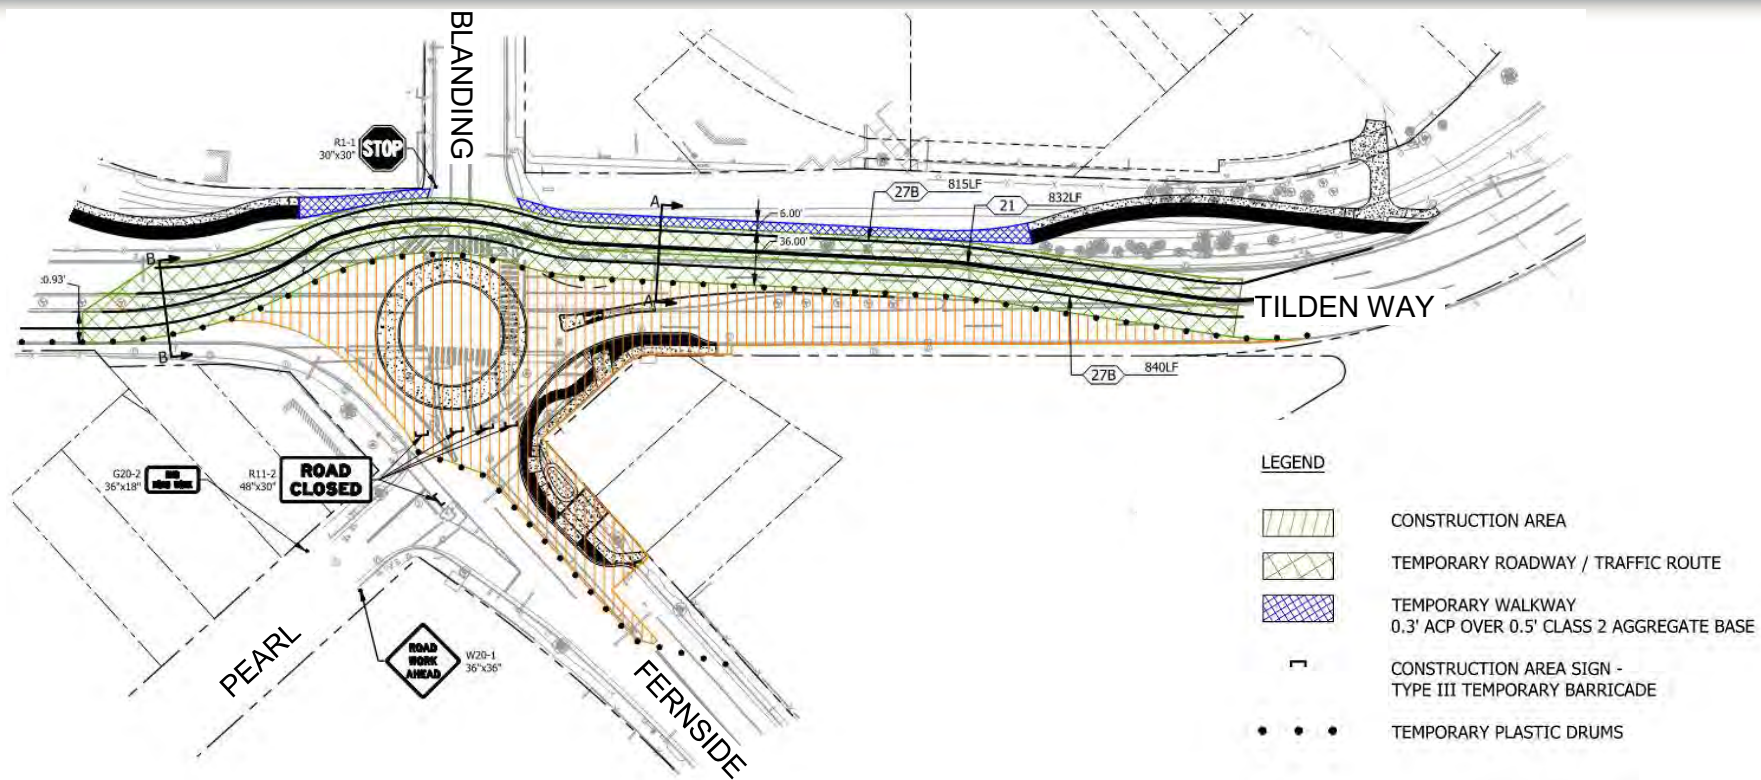 BLANDING
R1-1
30"x30"
STOP
A
6.00'
27B
815LF
21
832LF
36.00'
B
0.93'
A
B
TILDEN WAY
27B
840LF
G20-2
36"x18"
R11-2
48"x30"
ROAD
CLOSED
ROAD
WORK
AHEAD
W20-1
36"x36"
PEARL
FERNSIDE
LEGEND
CONSTRUCTION AREA
TEMPORARY ROADWAY / TRAFFIC ROUTE
TEMPORARY WALKWAY
0.3' ACP OVER 0.5' CLASS 2 AGGREGATE BASE
CONSTRUCTION AREA SIGN -
TYPE III TEMPORARY BARRICADE
TEMPORARY PLASTIC DRUMS